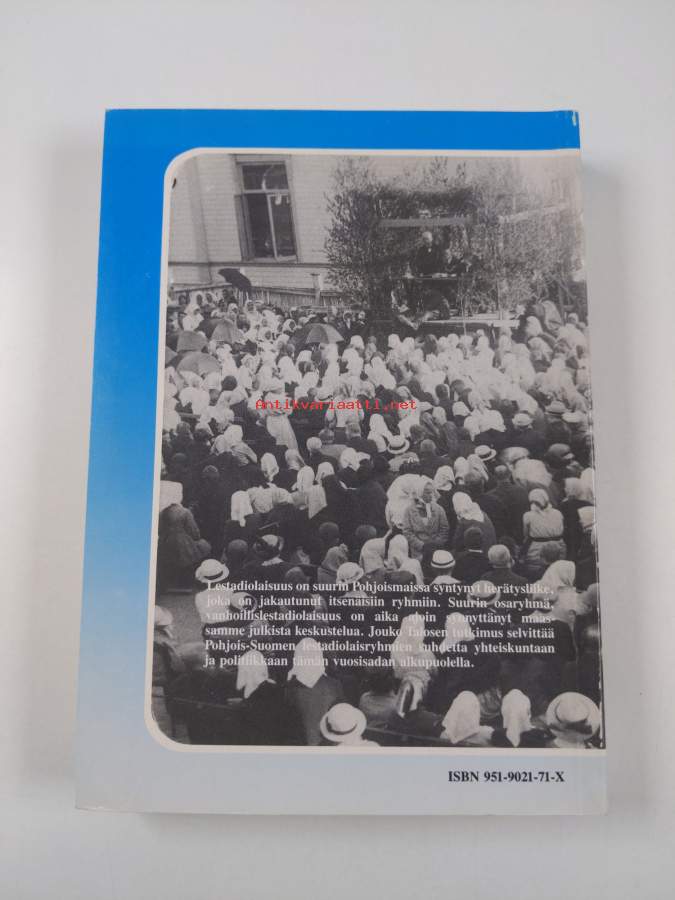 Antikvariaatti.net
Lestadiolaisuus on suurin Pohjoismaissa syntynyt herätysliike,
joka on jakautunut itsenäisiin ryhmiin. Suurin osaryhmä,
vanhoillislestadiolaisuus on aika ajoin synnyttänyt maas-
samme julkista keskustelua. Jouko Talosen tutkimus selvittää
Pohjois-Suomen lestadiolaisryhmien suhdetta yhteiskuntaan
ja politiikkaan tämän vuosisadan alkupuolella.
ISBN 951-9021-71-X